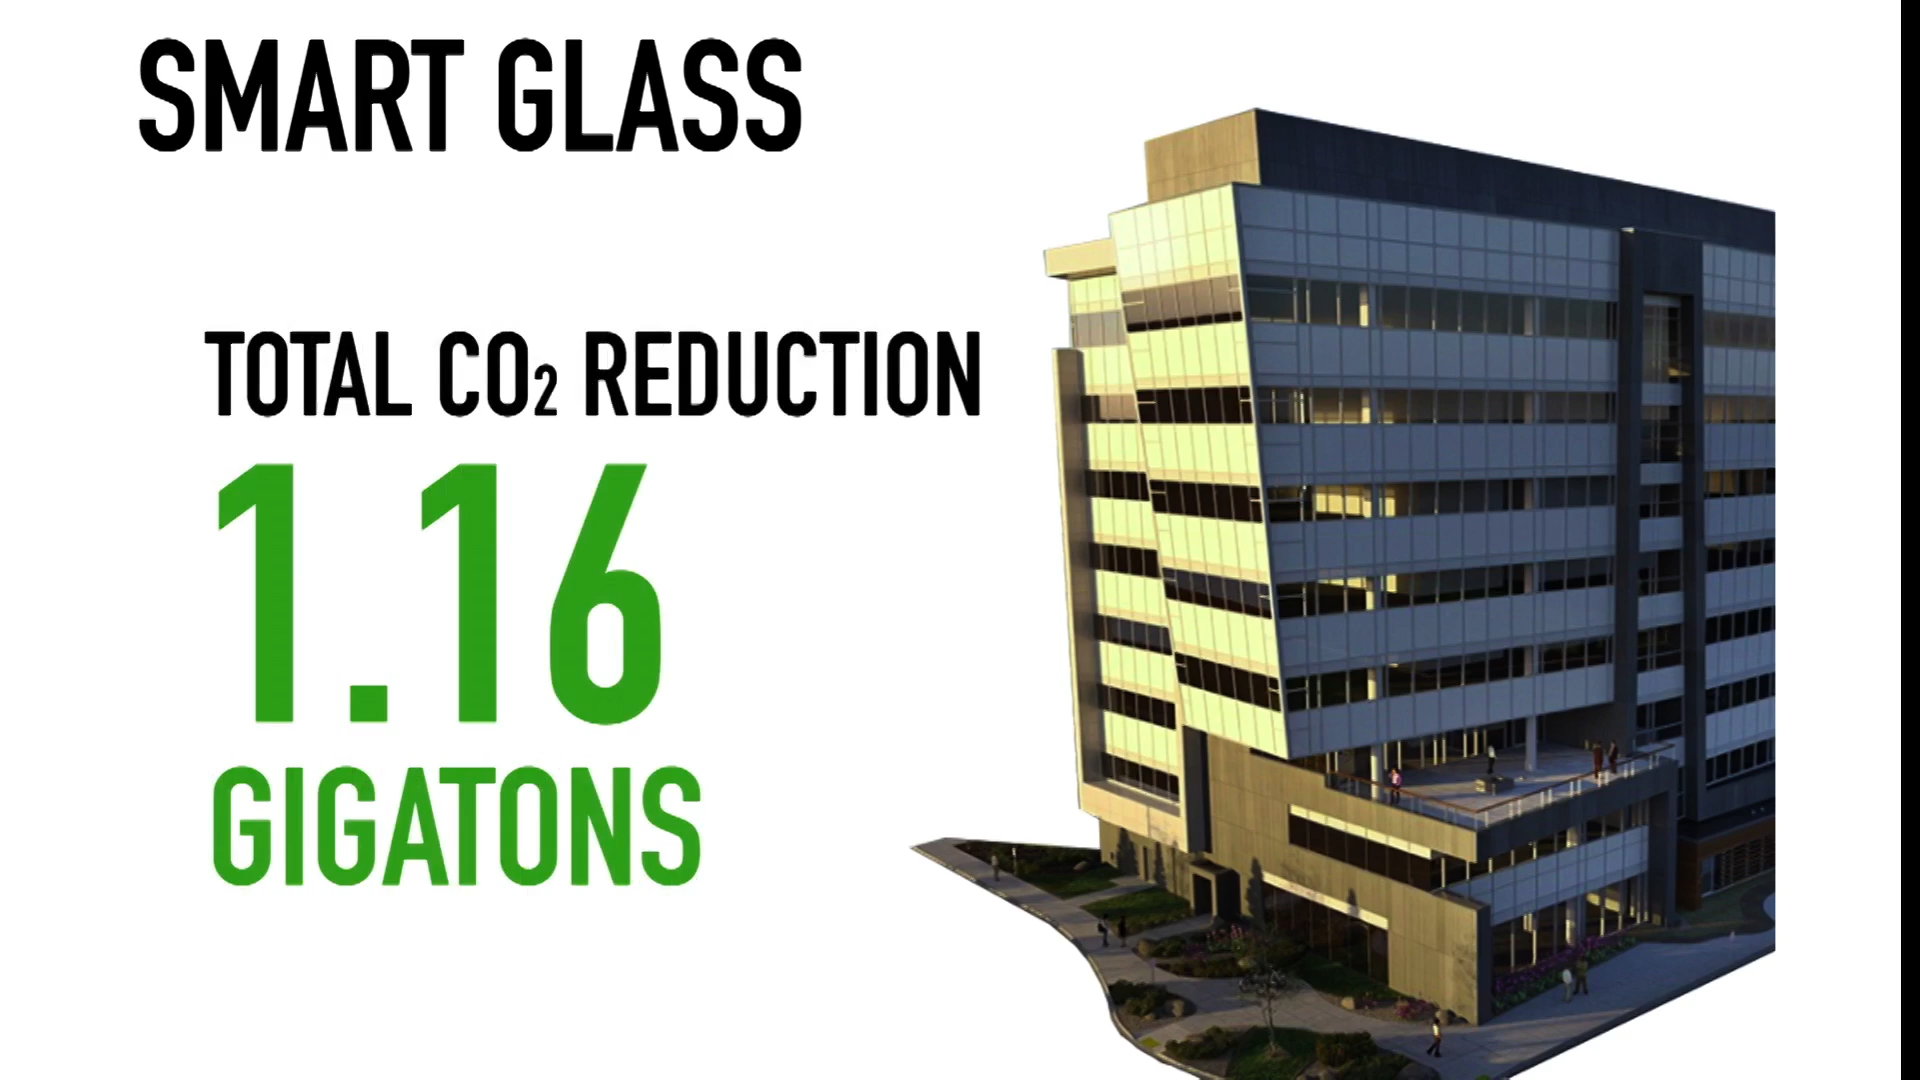 SMART GLASS
TOTAL CO₂ REDUCTION
1.16
GIGATONS